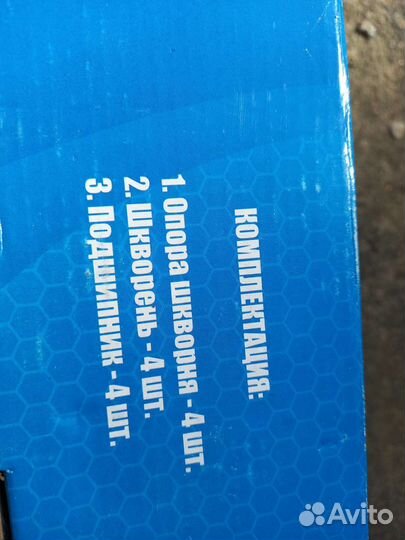 КОМПЛЕКТАЦИЯ:
1. Опора шкворня - 4 шт.
2. Шкворень - 4 шт.
3. Подшипник - 4 шт.
Avito